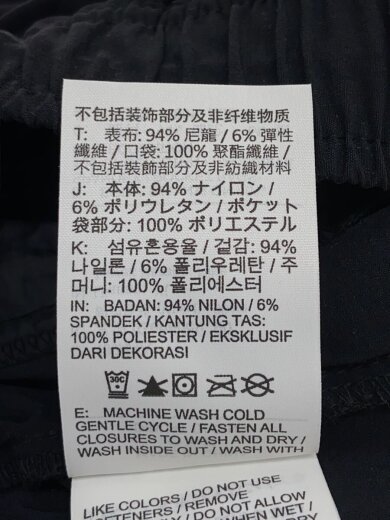 不包括装饰部分及非纤维物质
T: 表布: 94% 尼龍 / 6% 彈性
纖維 / 口袋: 100% 聚酯纖維 /
不包括裝飾部分及非紡織材料
J: 本体: 94% ナイロン /
6% ポリウレタン / ポケット
袋部分: 100% ポリエステル
K: 섬유혼용율 / 겉감: 94%
나일론 / 6% 폴리우레탄 / 주
머니: 100% 폴리에스터
IN: BADAN: 94% NILON / 6%
SPANDEK / KANTUNG TAS:
100% POLIESTER / EKSKLUSIF
DARI DEKORASI
30C
E: MACHINE WASH COLD
GENTLE CYCLE / FASTEN ALL
CLOSURES TO WASH AND DRY /
WASH INSIDE OUT / WASH WITH
LIKE COLORS / DO NOT USE
SOFTENERS / REMOVE